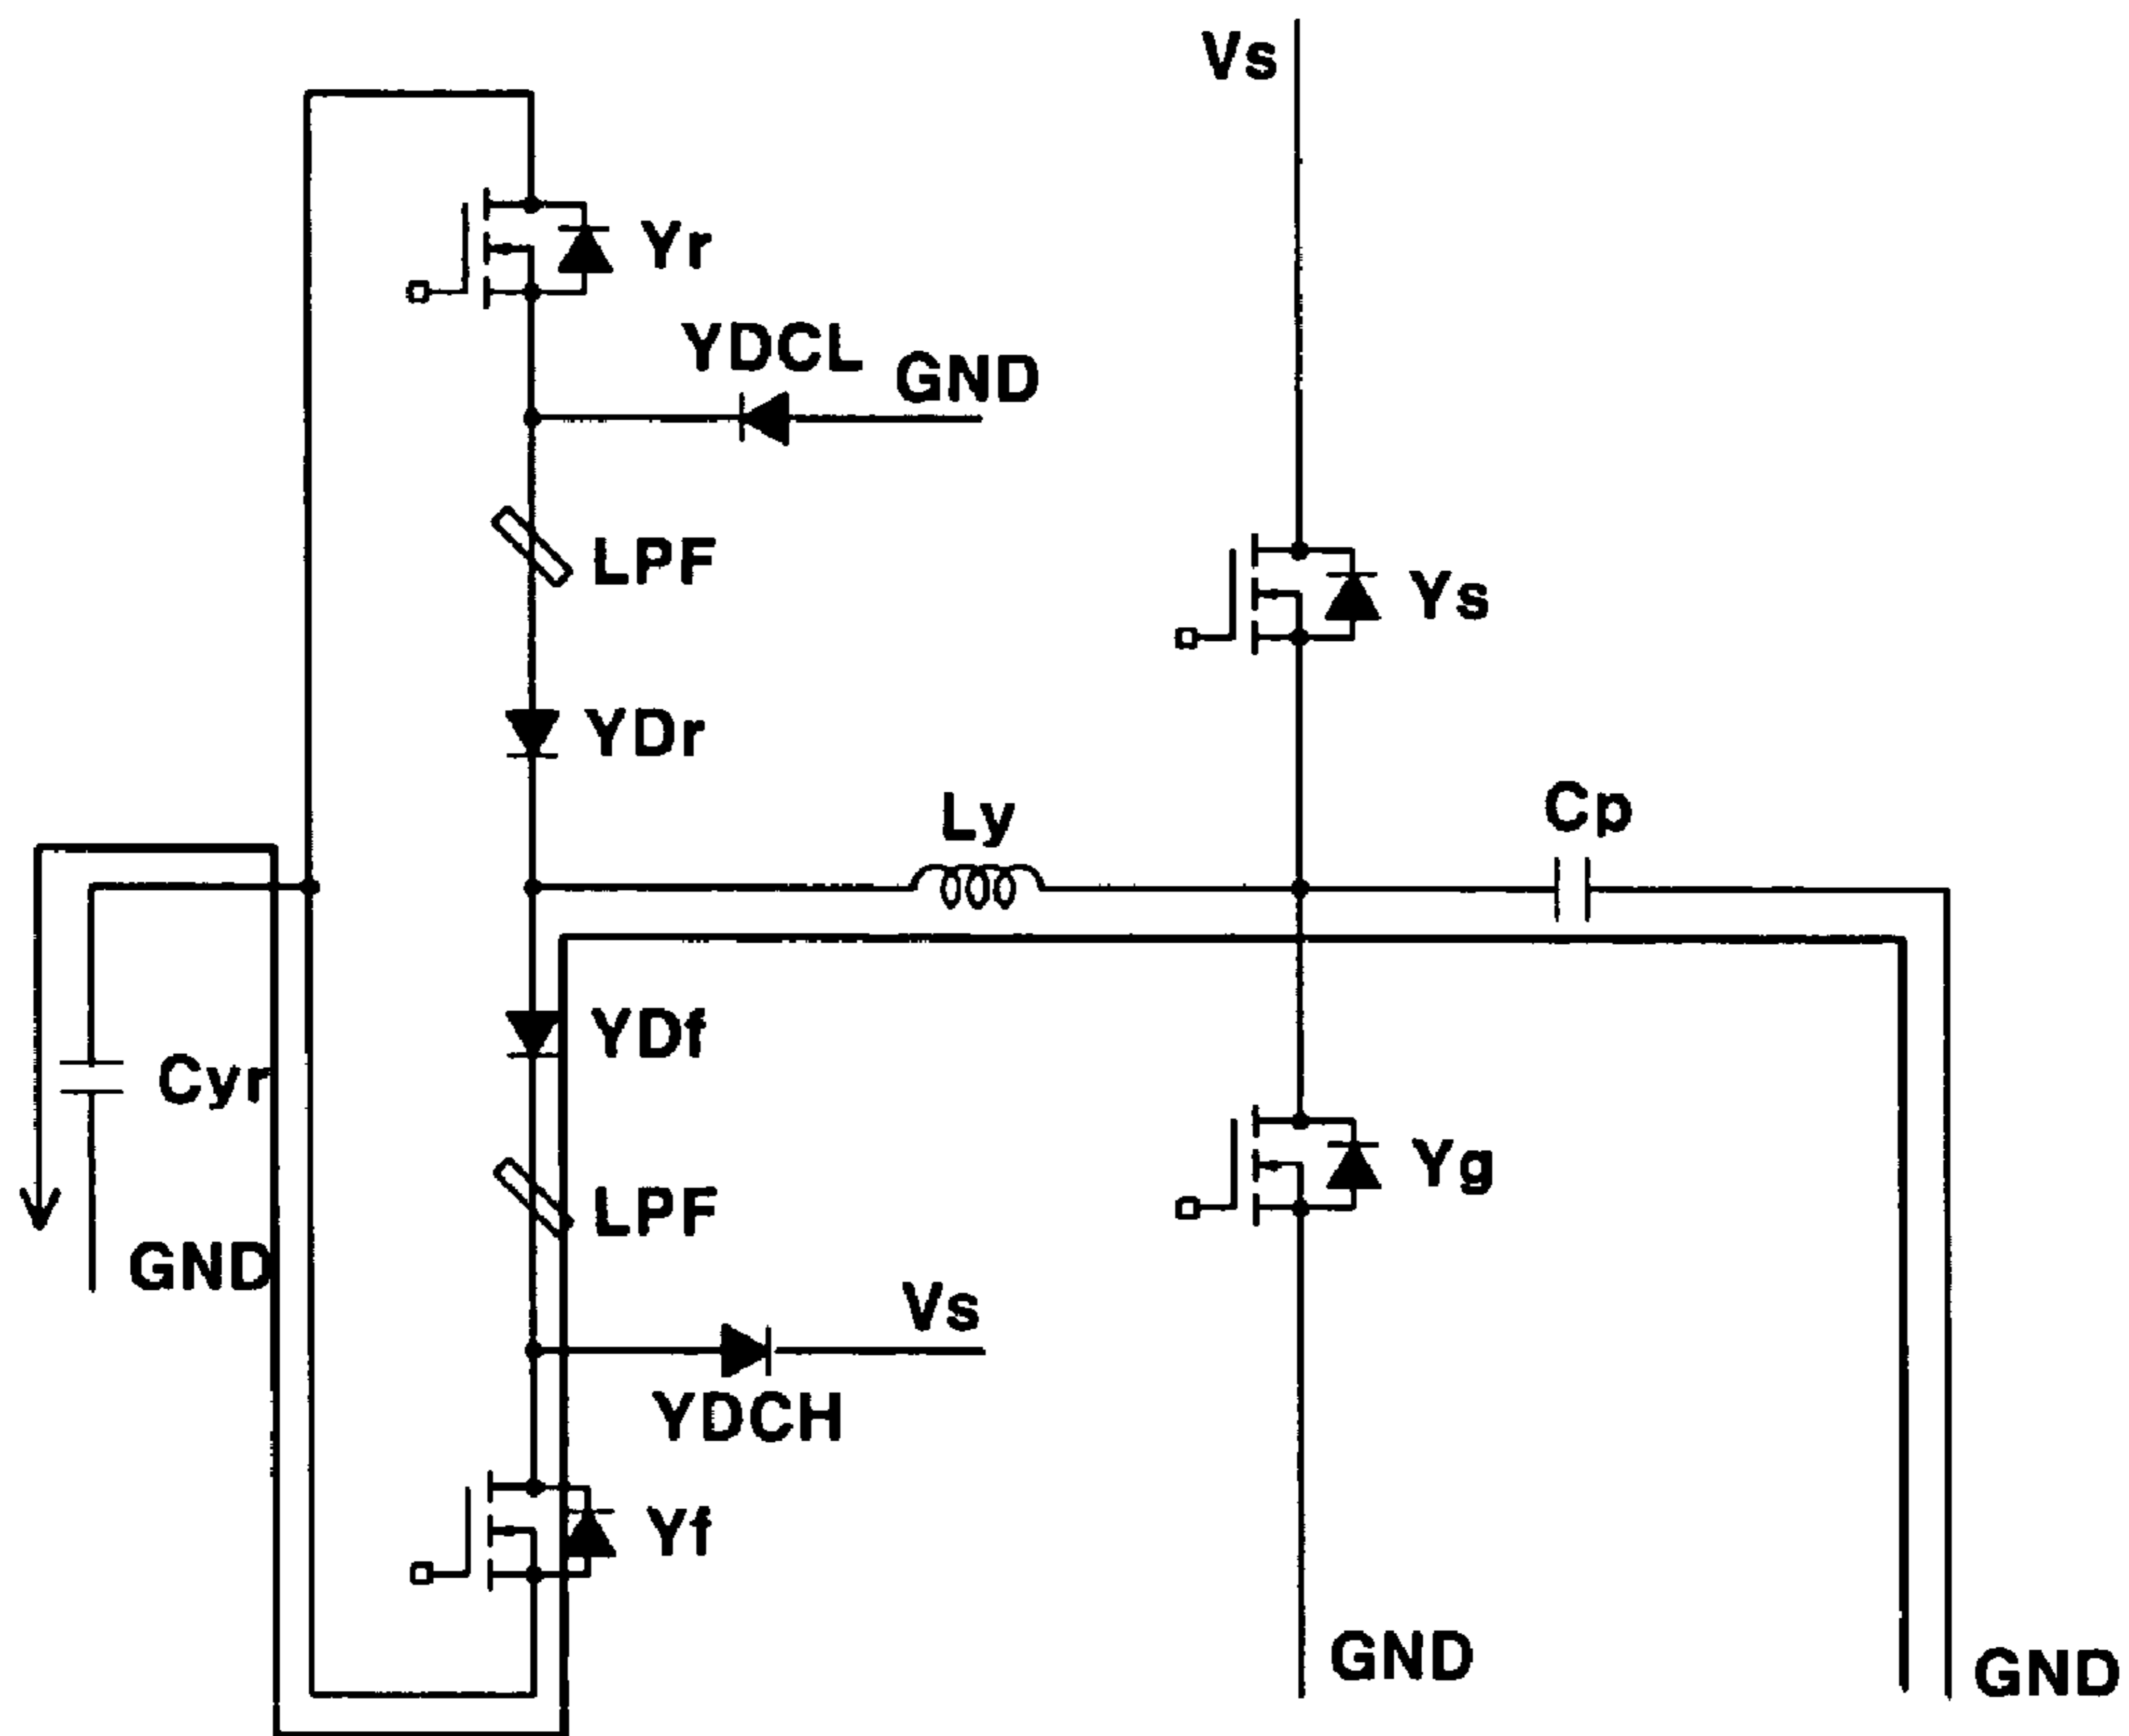 Vs
Yr
YDCL
GND
LPF
Ys
YDr
Ly
Cp
YDf
Cyr
LPF
Yg
GND
Vs
YDCH
Yf
GND
GND